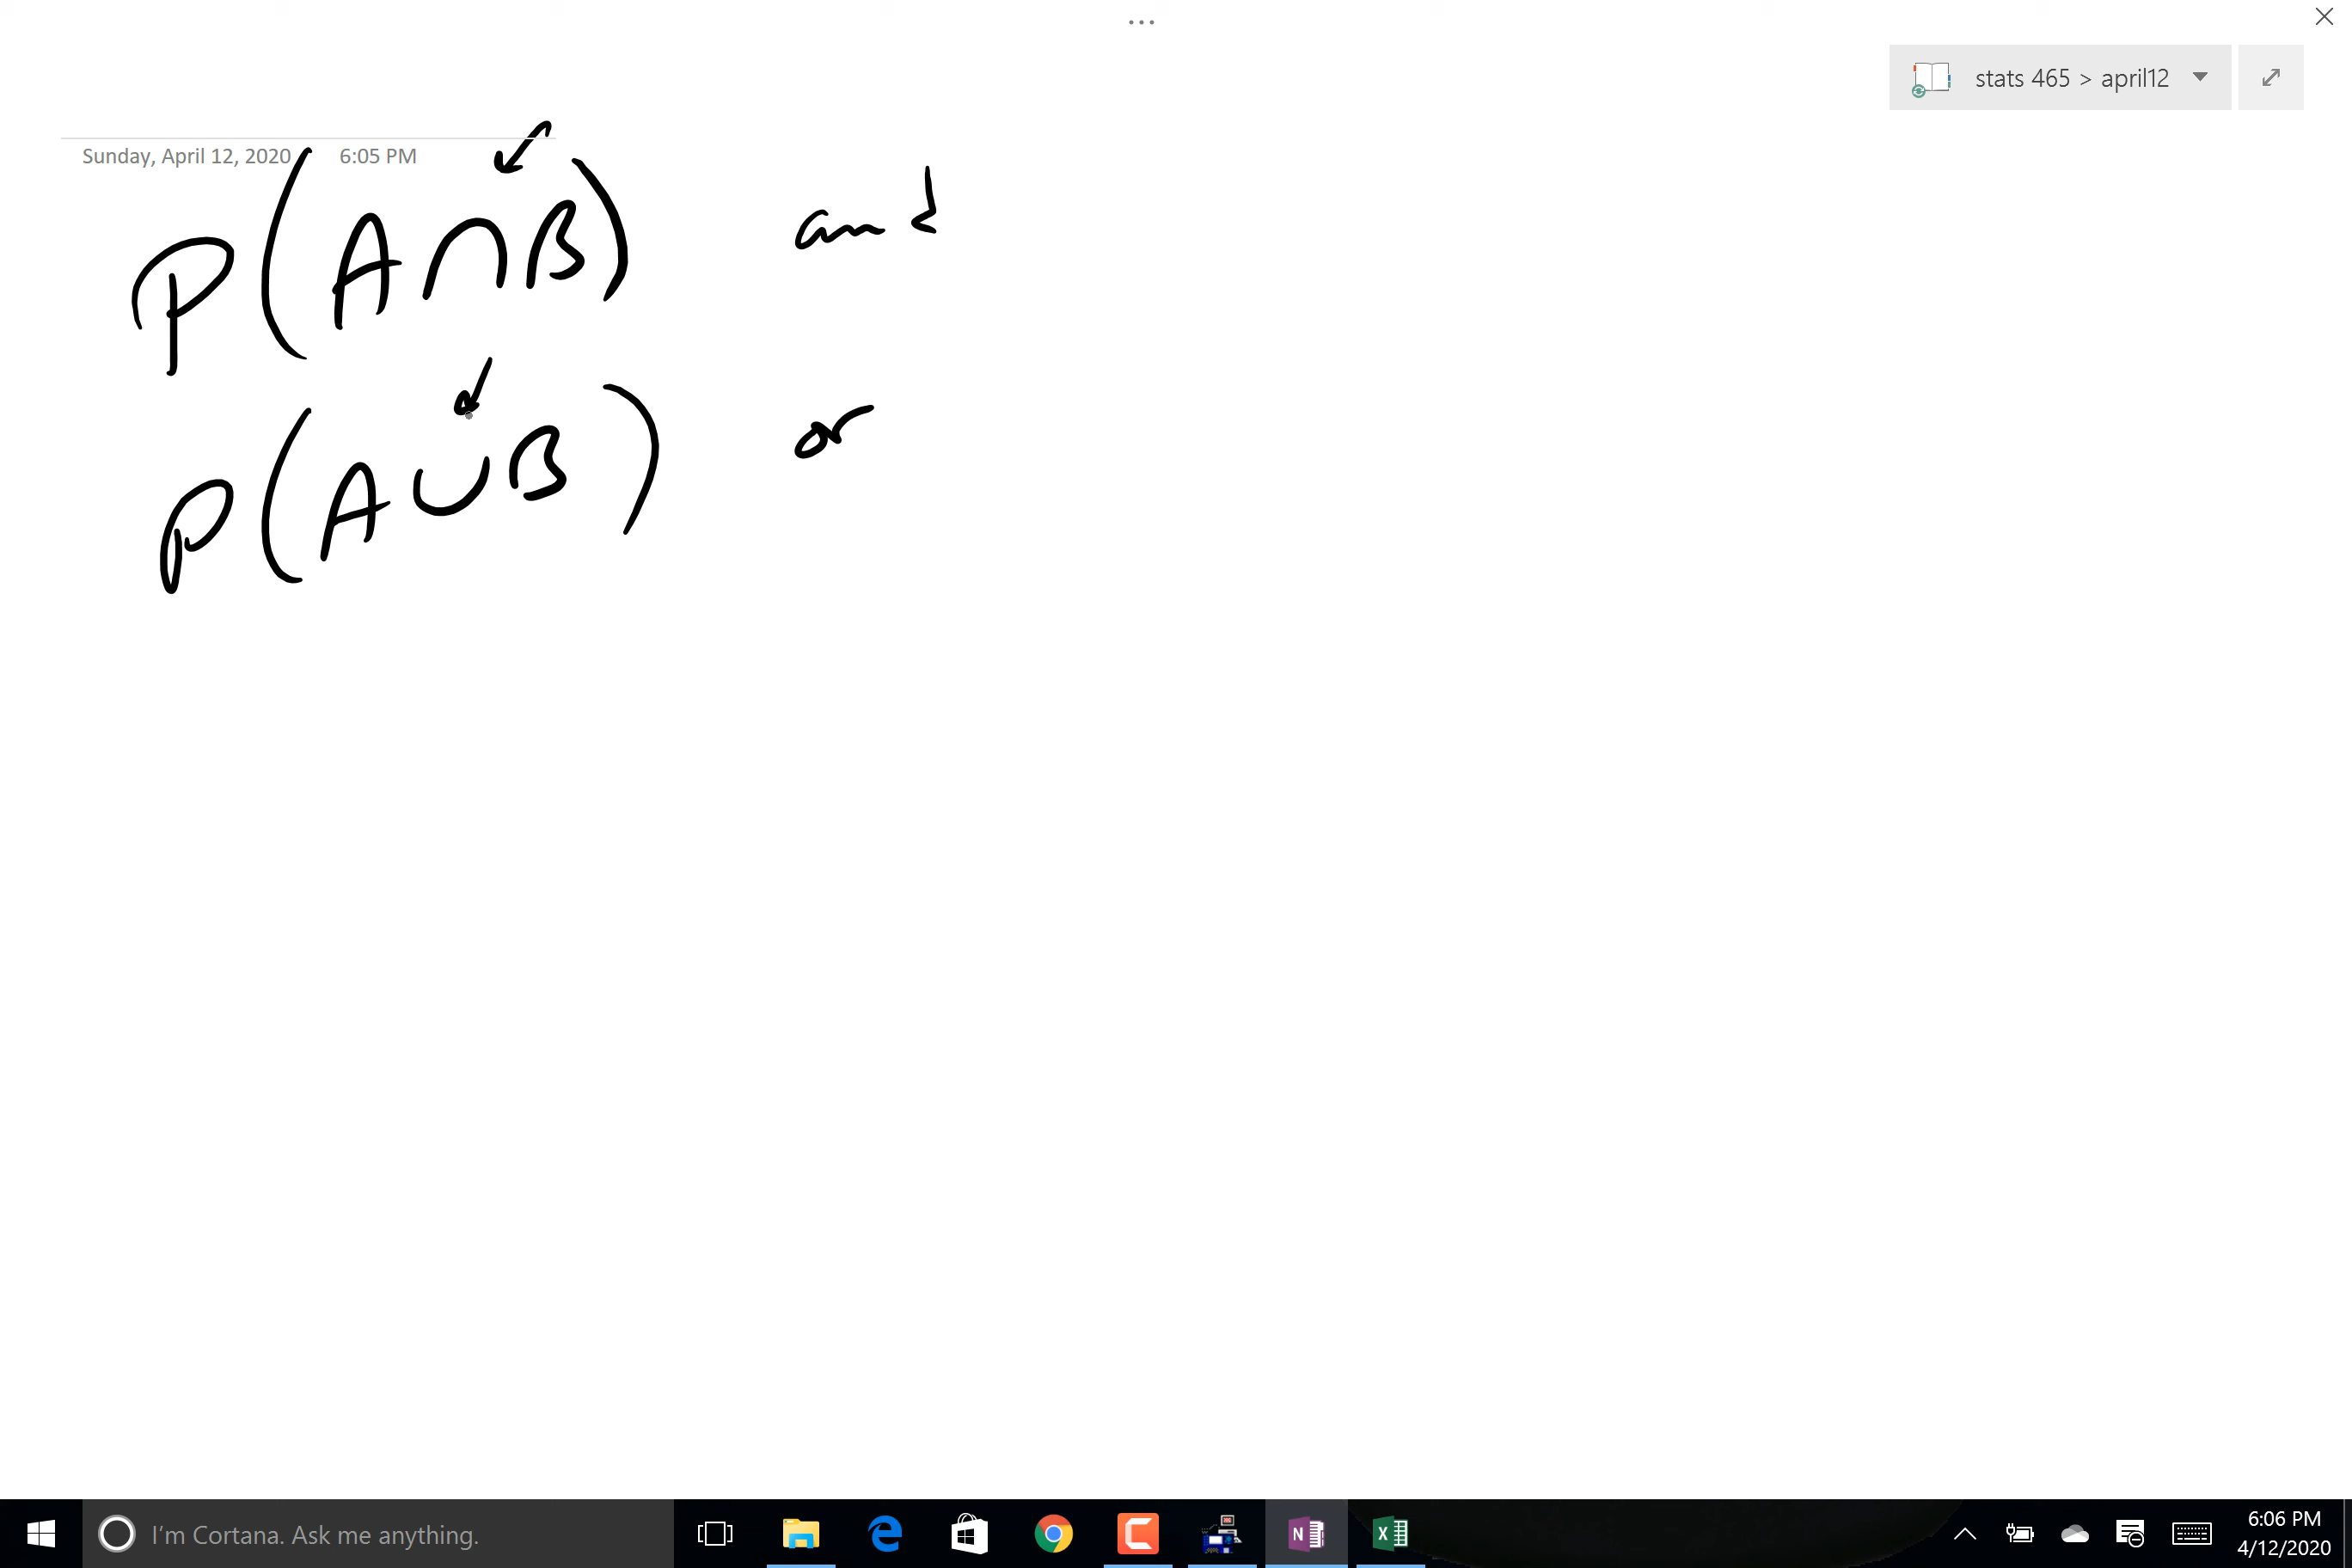 ...
stats 465 > april12
Sunday, April 12, 2020 6:05 PM
P(A∩B) and
P(A∪B) or
I'm Cortana. Ask me anything.
6:06 PM
4/12/2020